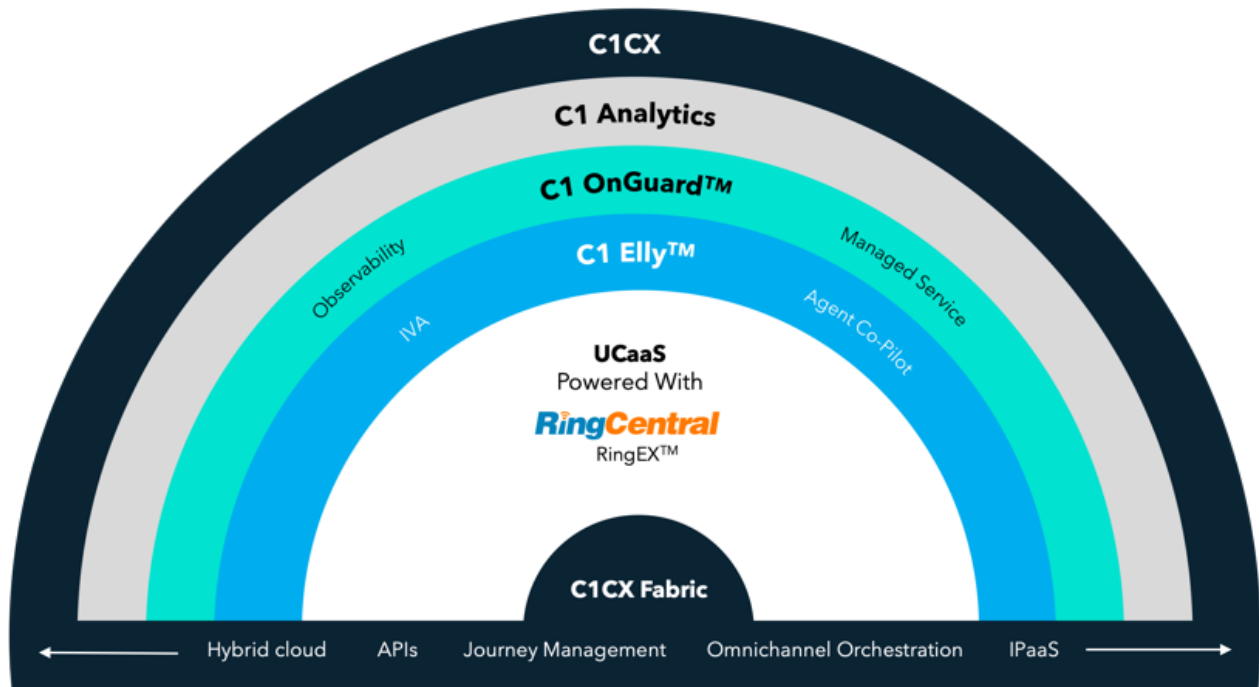 C1CX
C1 Analytics
C1 OnGuard™
Observability
Managed Service
C1 Elly™
IVA
Agent Co-Pilot
UCaaS
Powered With
RingCentral
RingEX™
C1CX Fabric
Hybrid cloud APIs Journey Management Omnichannel Orchestration IPaaS